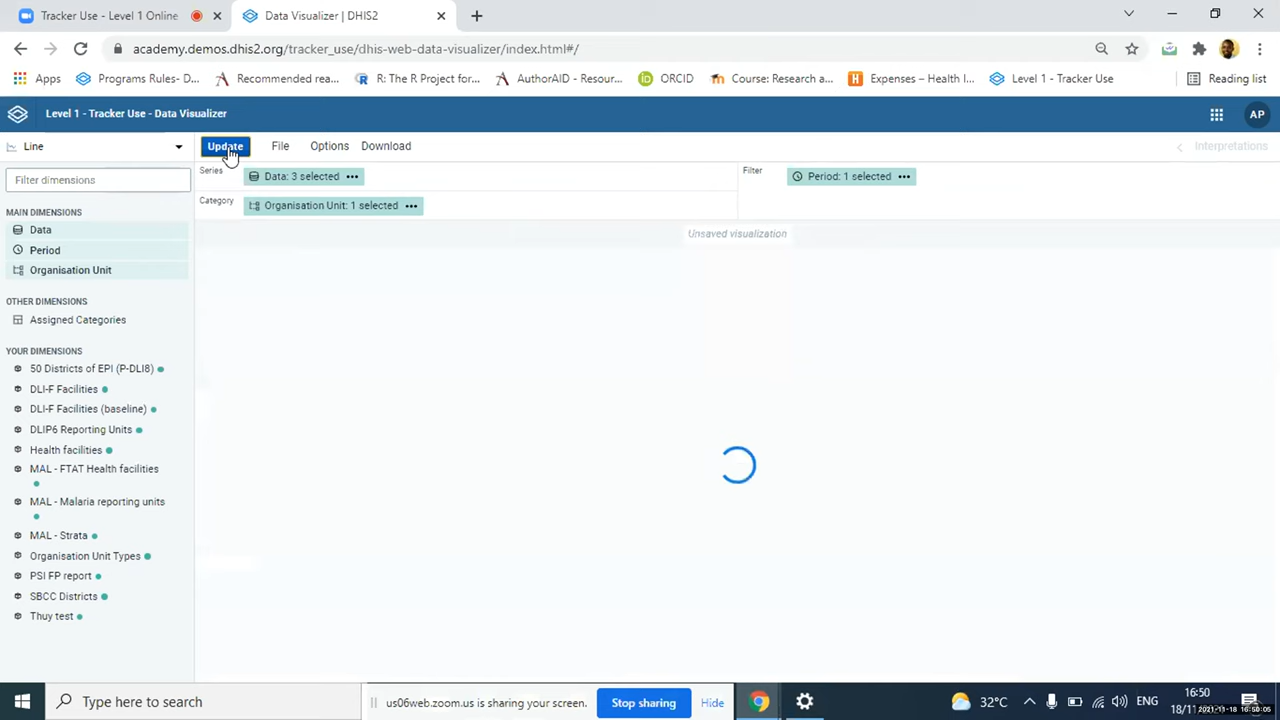 Tracker Use - Level 1 Online
Data Visualizer | DHIS2
academy.demos.dhis2.org/tracker_use/dhis-web-data-visualizer/index.html#/
Apps
Programs Rules- D...
Recommended rea...
R: The R Project for...
AuthorAID - Resour...
ORCID
Course: Research a...
Expenses – Health I...
Level 1 - Tracker Use
Reading list
Level 1 - Tracker Use - Data Visualizer
AP
Line
Update
File
Options
Download
Interpretations
Series
Data: 3 selected
Filter
Period: 1 selected
Category
Organisation Unit: 1 selected
Filter dimensions
Unsaved visualization
MAIN DIMENSIONS
Data
Period
Organisation Unit
OTHER DIMENSIONS
Assigned Categories
YOUR DIMENSIONS
50 Districts of EPI (P-DLI8)
DLI-F Facilities
DLI-F Facilities (baseline)
DLIP6 Reporting Units
Health facilities
MAL - FTAT Health facilities
MAL - Malaria reporting units
MAL - Strata
Organisation Unit Types
PSI FP report
SBCC Districts
Thuy test
Type here to search
us06web.zoom.us is sharing your screen.
Stop sharing
Hide
32°C
ENG
16:50
2021-11-18 16:50:05